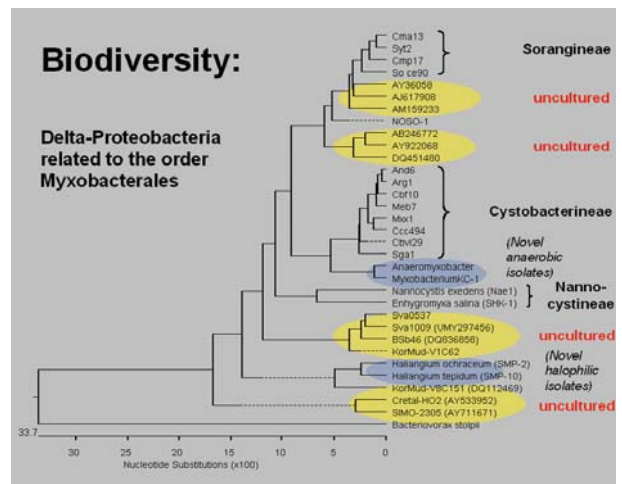 Biodiversity:
Delta-Proteobacteria
related to the order
Myxobacterales
Cma13
Syt2
Cmp17
So ce90
Sorangineae
AY36058
AJ617908
AM159233
uncultured
NOSO-1
AB246772
AY922068
DQ451480
uncultured
And6
Arg1
Cbf10
Meb7
Mxx1
Ccc494
Cbvi29
Sga1
Cystobacterineae
Anaeromyxobacter
MyxobacteriumKC-1
(Novel
anaerobic
isolates)
Nannocystis exedens (Nae1)
Enhygromyxa salina (SHK-1)
Nanno-
cystineae
Sva0537
Sva1009 (UMY297456)
BSb46 (DQ836858)
KorMud-V1C62
uncultured
Haliangium ochraceum (SMP-2)
Haliangium tepidum (SMP-10)
(Novel
halophilic
isolates)
KorMud-V8C151 (DQ112469)
Cretal-HO2 (AY533952)
SIMO-2305 (AY711671)
uncultured
Bacteriovorax stolpii
33.7
30 25 20 15 10 5 0
Nucleotide Substitutions (x100)